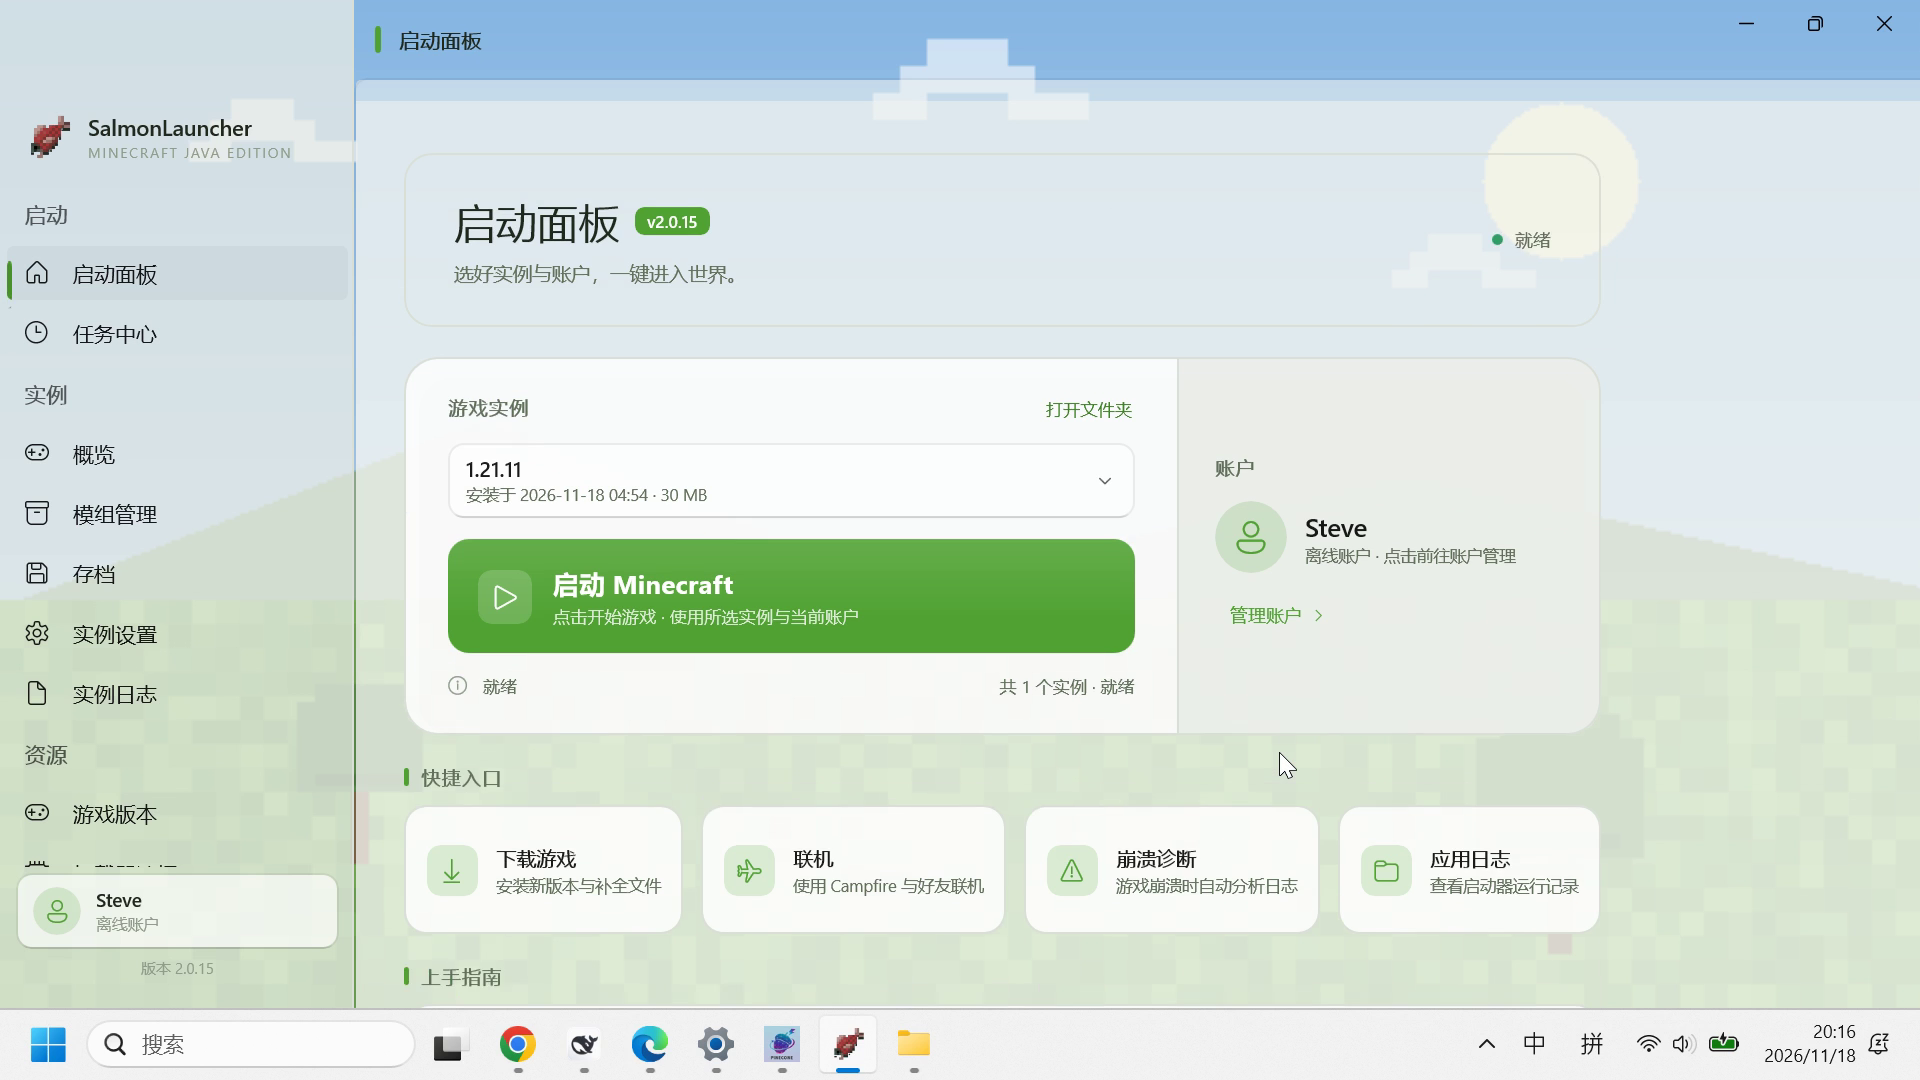 启动面板
SalmonLauncher
MINECRAFT JAVA EDITION
启动
启动面板
任务中心
实例
概览
模组管理
存档
实例设置
实例日志
资源
游戏版本
Steve
离线账户
版本 2.0.15
启动面板 v2.0.15
选好实例与账户，一键进入世界。
就绪
游戏实例
打开文件夹
1.21.11
安装于 2026-11-18 04:54 · 30 MB
启动 Minecraft
点击开始游戏 · 使用所选实例与当前账户
就绪
共 1 个实例 · 就绪
账户
Steve
离线账户 · 点击前往账户管理
管理账户
快捷入口
下载游戏
安装新版本与补全文件
联机
使用 Campfire 与好友联机
崩溃诊断
游戏崩溃时自动分析日志
应用日志
查看启动器运行记录
上手指南
搜索
PINECONE
中
拼
20:16
2026/11/18